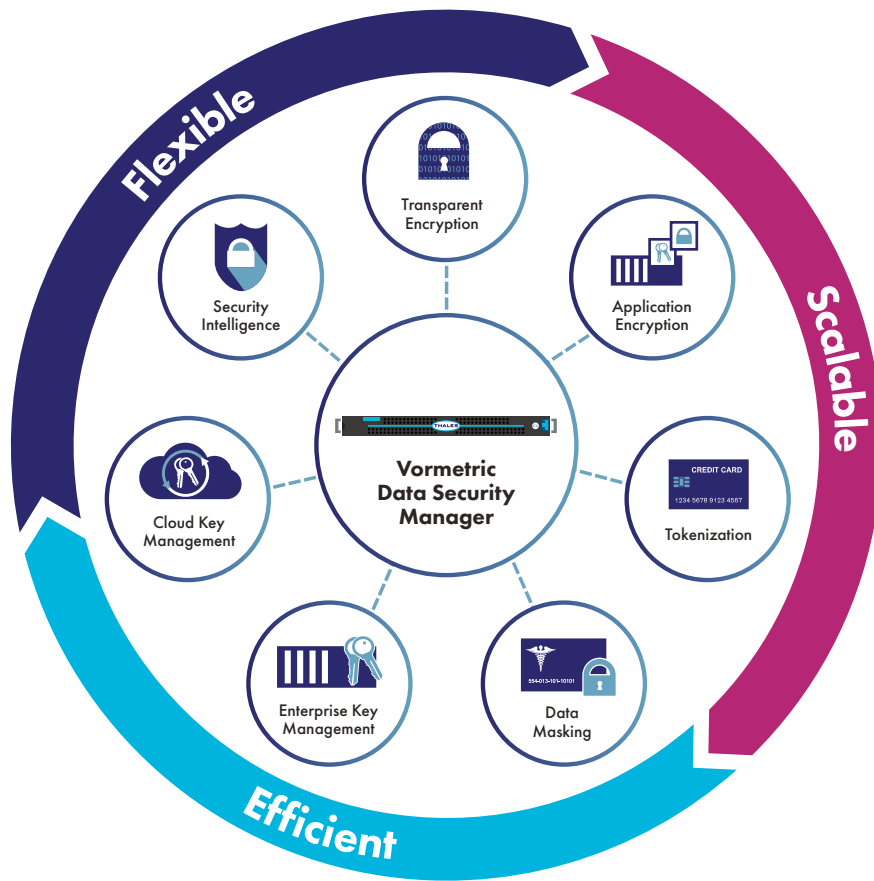 Flexible
Scalable
Efficient
Transparent
Encryption
Application
Encryption
CREDIT CARD
1234 5678 9123 4567
Tokenization
554-013-101-10101
Data
Masking
Enterprise Key
Management
Cloud Key
Management
Security
Intelligence
THALES
Vormetric
Data Security
Manager